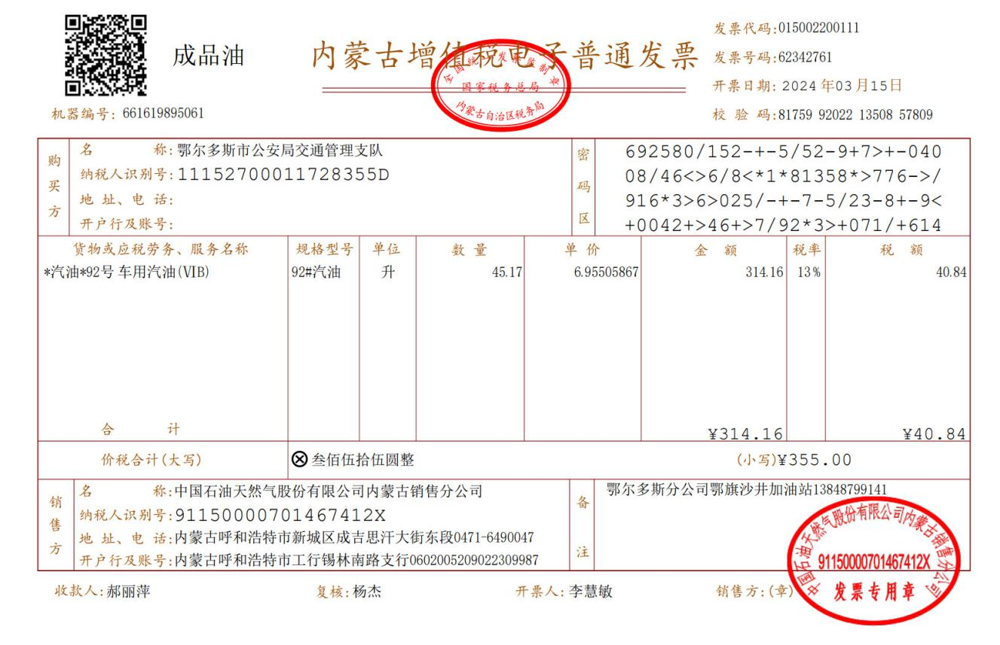 成品油
内蒙古增值税电子普通发票
全国统一发票监制章
国家税务总局
内蒙古自治区税务局
发票代码:015002200111
发票号码:62342761
开票日期: 2024 年03 月15日
校 验 码:81759 92022 13508 57809
机器编号: 661619895061
购买方
名 称: 鄂尔多斯市公安局交通管理支队
纳税人识别号: 11152700011728355D
地 址、电 话:
开户行及账号:
密码区
692580/152-+-5/52-9+7>+-040
08/46<>6/8<*1*81358*>776->/
916*3>6>025/-+-7-5/23-8+-9<
+0042+>46+>7/92*3>+071/+614
货物或应税劳务、服务名称 规格型号 单位 数 量 单 价 金 额 税率 税 额
*汽油*92号 车用汽油(VIB) 92#汽油 升 45.17 6.95505867 314.16 13% 40.84
合 计 ¥314.16 ¥40.84
价税合计(大写) ⊗ 叁佰伍拾伍圆整 (小写)¥355.00
销售方
名 称: 中国石油天然气股份有限公司内蒙古销售分公司
纳税人识别号: 91150000701467412X
地 址、电 话: 内蒙古呼和浩特市新城区成吉思汗大街东段0471-6490047
开户行及账号: 内蒙古呼和浩特市工行锡林南路支行0602005209022309987
备注
鄂尔多斯分公司鄂旗沙井加油站13848799141
收款人: 郝丽萍 复核: 杨杰 开票人: 李慧敏 销售方:(章)
中国石油天然气股份有限公司内蒙古销售分公司
91150000701467412X
发票专用章